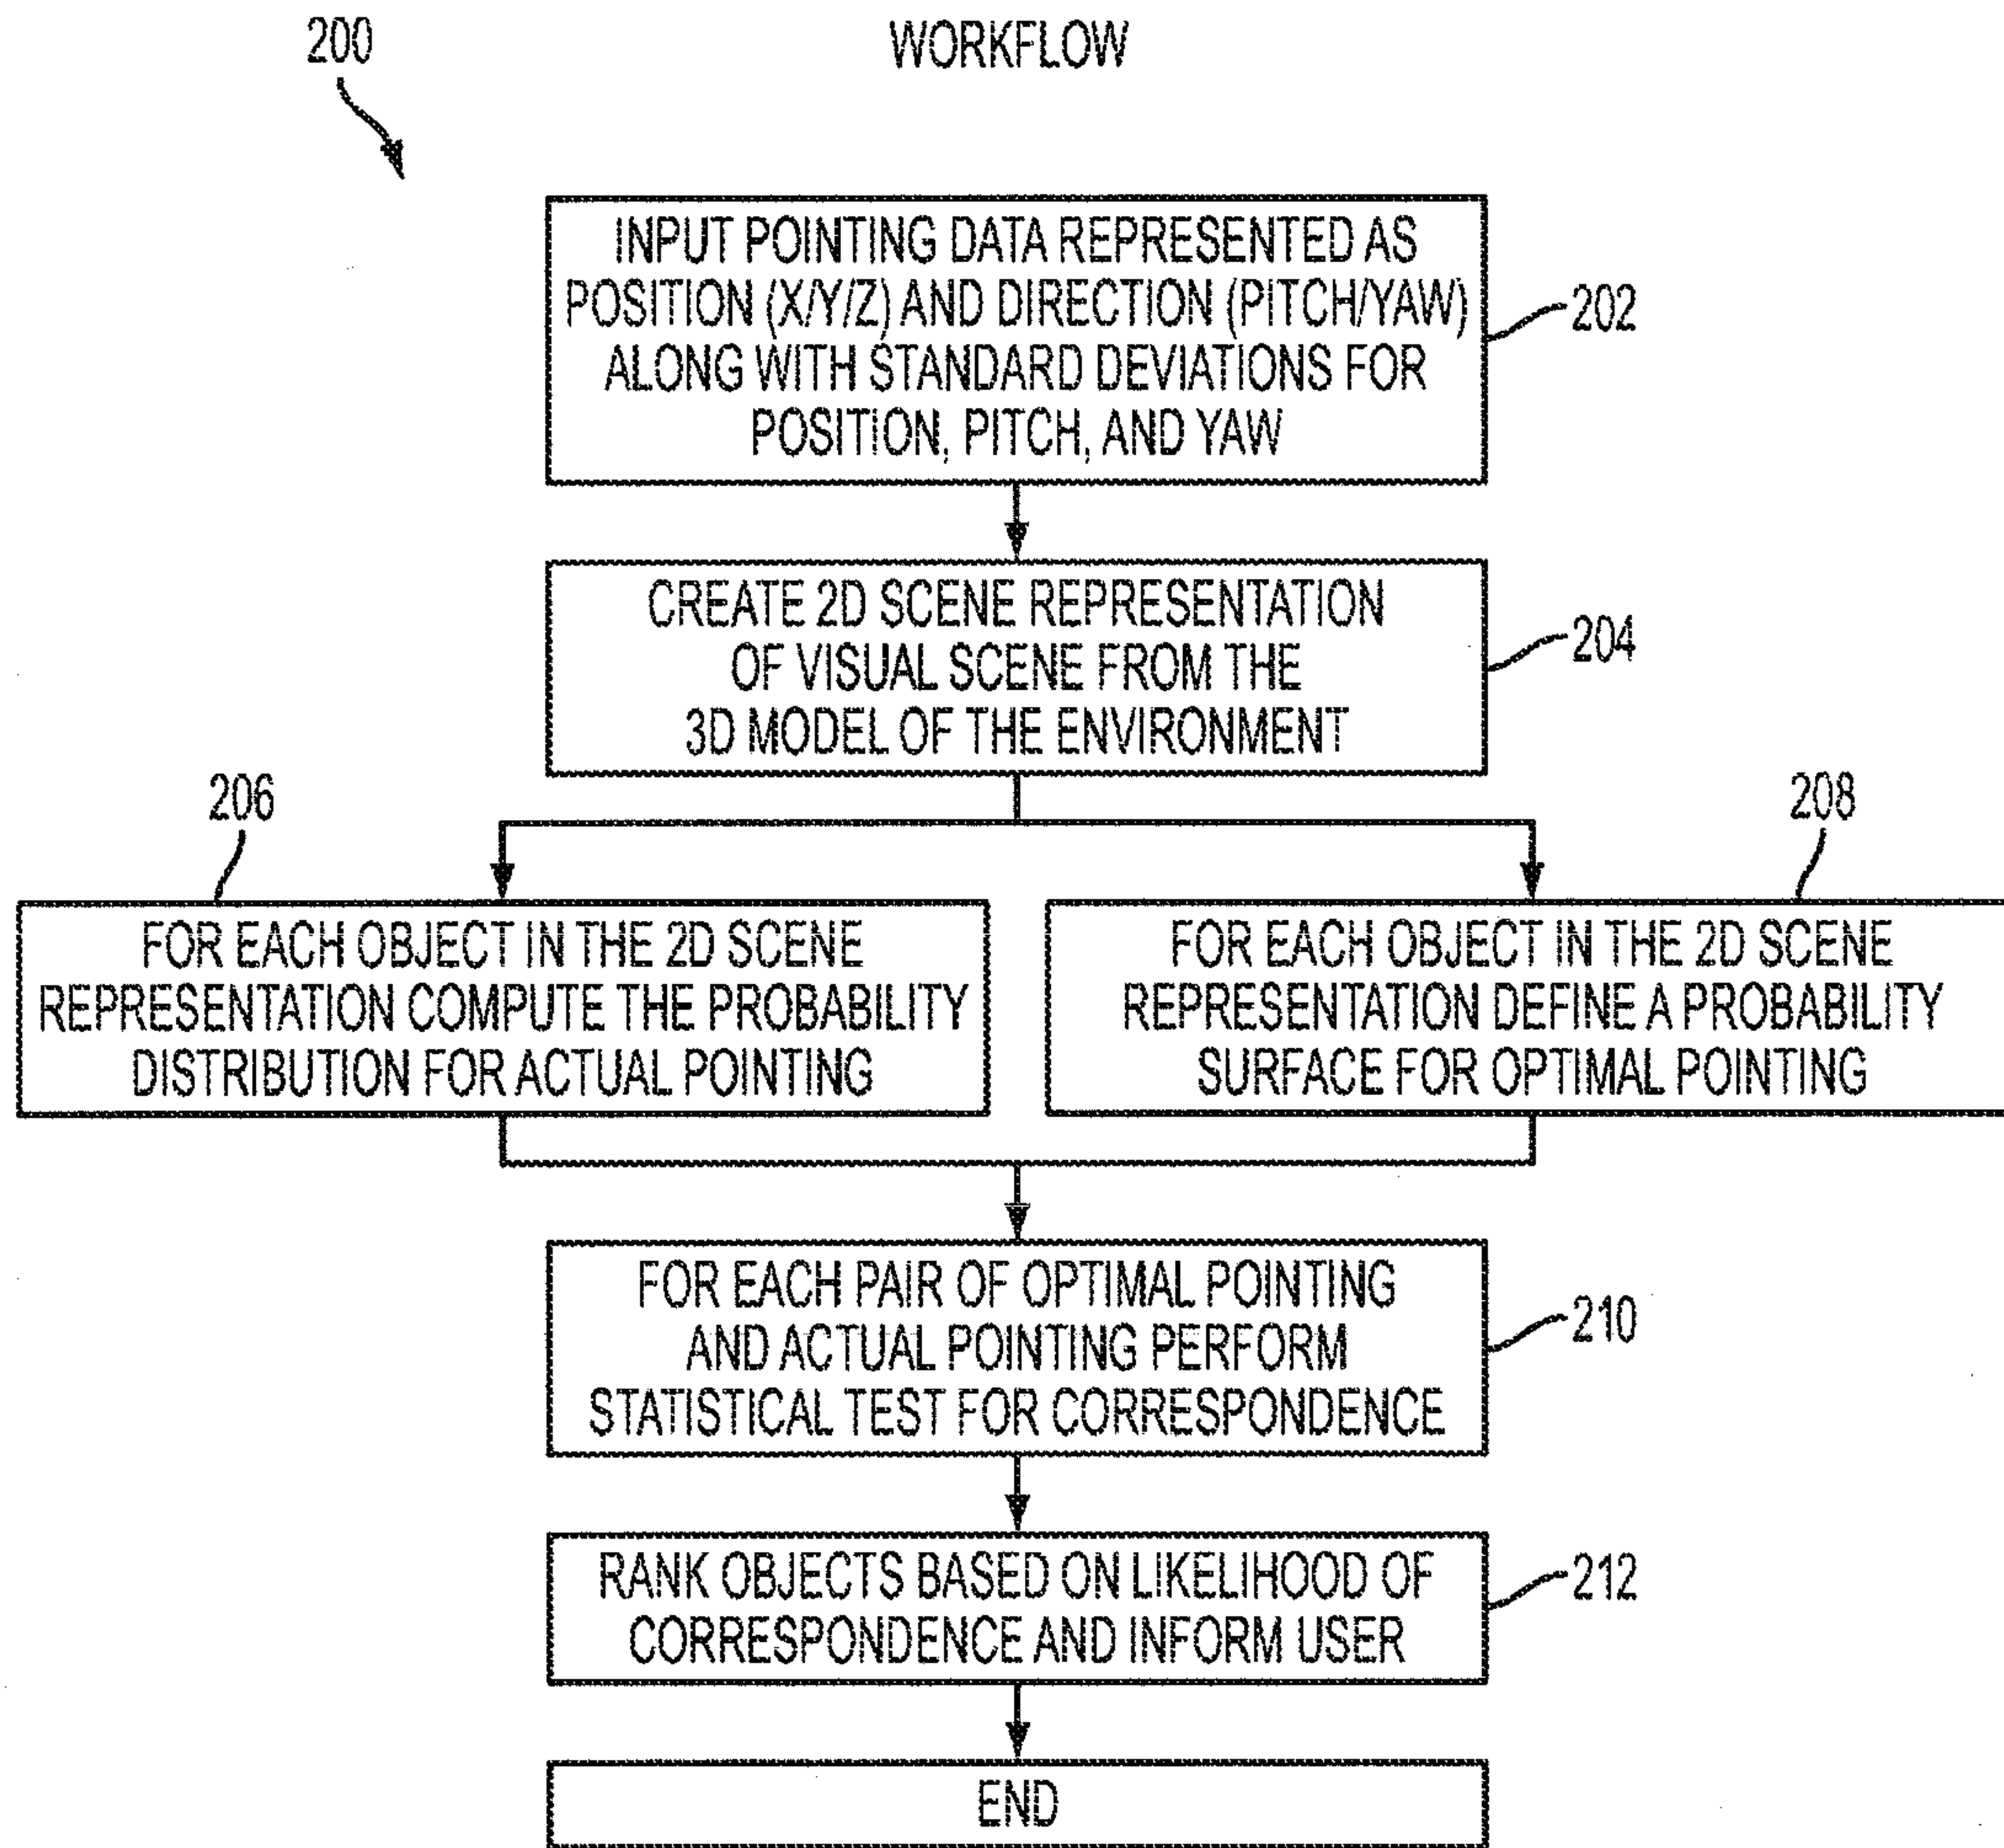 200
WORKFLOW
INPUT POINTING DATA REPRESENTED AS
POSITION (X/Y/Z) AND DIRECTION (PITCH/YAW)
ALONG WITH STANDARD DEVIATIONS FOR
POSITION, PITCH, AND YAW
202
CREATE 2D SCENE REPRESENTATION
OF VISUAL SCENE FROM THE
3D MODEL OF THE ENVIRONMENT
204
206
FOR EACH OBJECT IN THE 2D SCENE
REPRESENTATION COMPUTE THE PROBABILITY
DISTRIBUTION FOR ACTUAL POINTING
208
FOR EACH OBJECT IN THE 2D SCENE
REPRESENTATION DEFINE A PROBABILITY
SURFACE FOR OPTIMAL POINTING
FOR EACH PAIR OF OPTIMAL POINTING
AND ACTUAL POINTING PERFORM
STATISTICAL TEST FOR CORRESPONDENCE
210
RANK OBJECTS BASED ON LIKELIHOOD OF
CORRESPONDENCE AND INFORM USER
212
END